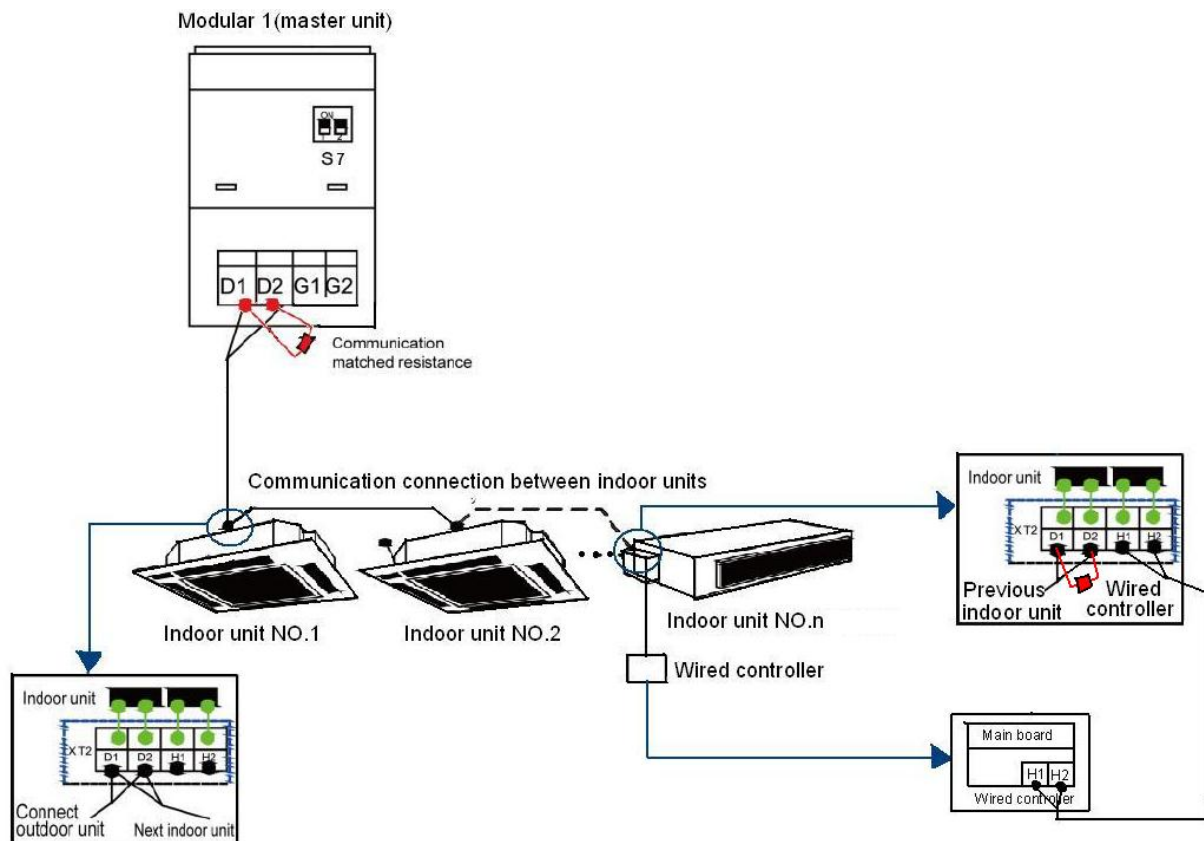 Modular 1(master unit)
ON
1 2
S7
D1 D2 G1 G2
Communication
matched resistance
Communication connection between indoor units
Indoor unit NO.1
Indoor unit NO.2
Indoor unit NO.n
Wired controller
Indoor unit
XT2
D1 D2 H1 H2
Previous
indoor unit
Wired
controller
Indoor unit
XT2
D1 D2 H1 H2
Connect
outdoor unit
Next indoor unit
Main board
H1 H2
Wired controller